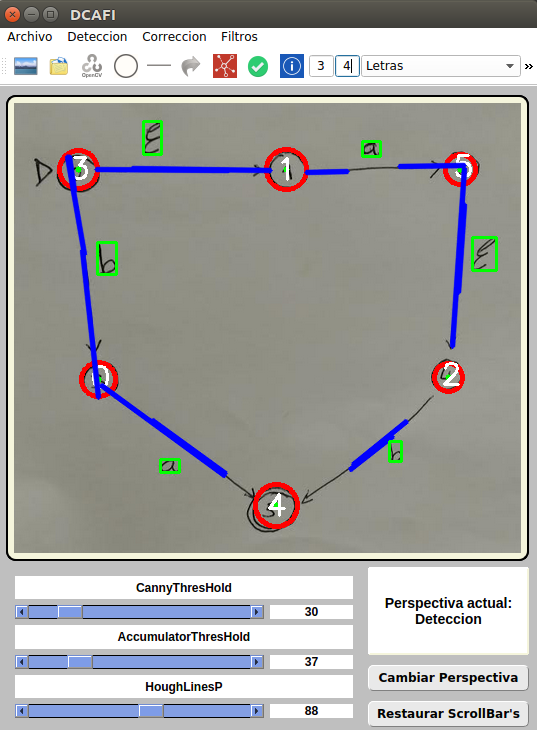 DCAFI
Archivo Deteccion Correccion Filtros
OpenCV 3 4 Letras »
ε a
3 1 5
b ε
0 2
a b
4
CannyThresHold
30
AccumulatorThresHold
37
HoughLinesP
88
Perspectiva actual:
Deteccion
Cambiar Perspectiva
Restaurar ScrollBar's